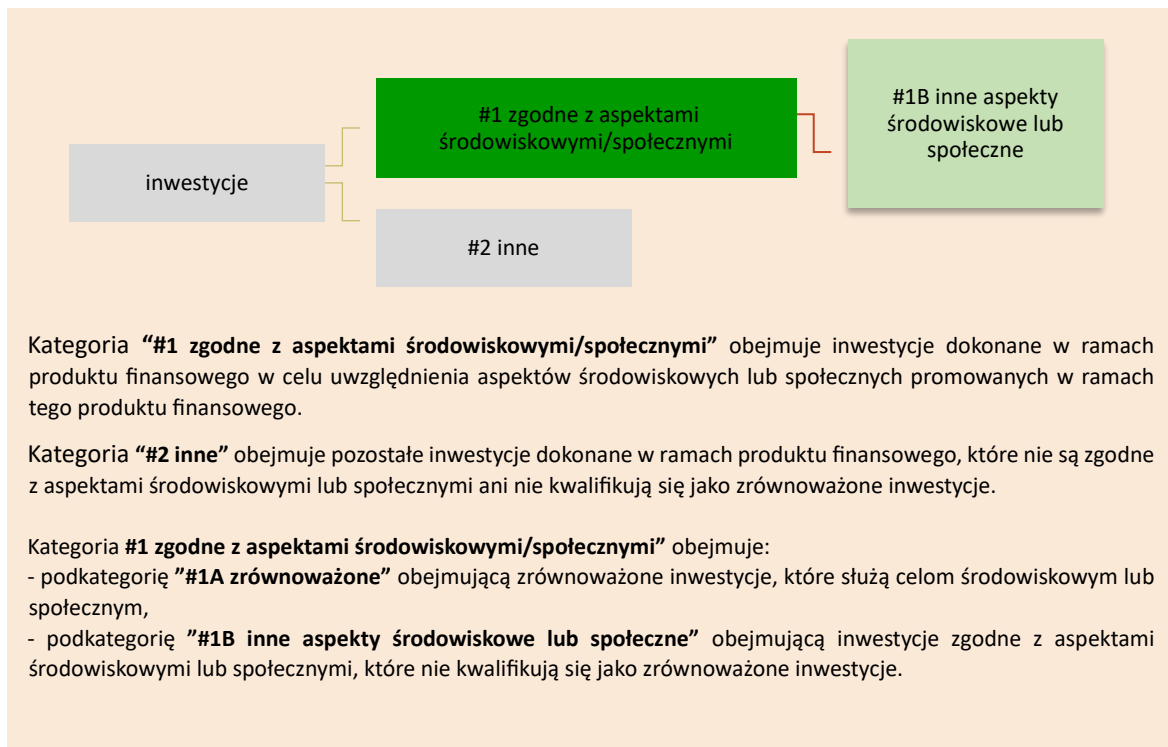 #1 zgodne z aspektami
środowiskowymi/społecznymi
#1B inne aspekty
środowiskowe lub
społeczne
inwestycje
#2 inne
Kategoria “#1 zgodne z aspektami środowiskowymi/społecznymi” obejmuje inwestycje dokonane w ramach
produktu finansowego w celu uwzględnienia aspektów środowiskowych lub społecznych promowanych w ramach
tego produktu finansowego.
Kategoria “#2 inne” obejmuje pozostałe inwestycje dokonane w ramach produktu finansowego, które nie są zgodne
z aspektami środowiskowymi lub społecznymi ani nie kwalifikują się jako zrównoważone inwestycje.
Kategoria #1 zgodne z aspektami środowiskowymi/społecznymi” obejmuje:
- podkategorię ”#1A zrównoważone” obejmującą zrównoważone inwestycje, które służą celom środowiskowym lub
społecznym,
- podkategorię ”#1B inne aspekty środowiskowe lub społeczne” obejmującą inwestycje zgodne z aspektami
środowiskowymi lub społecznymi, które nie kwalifikują się jako zrównoważone inwestycje.